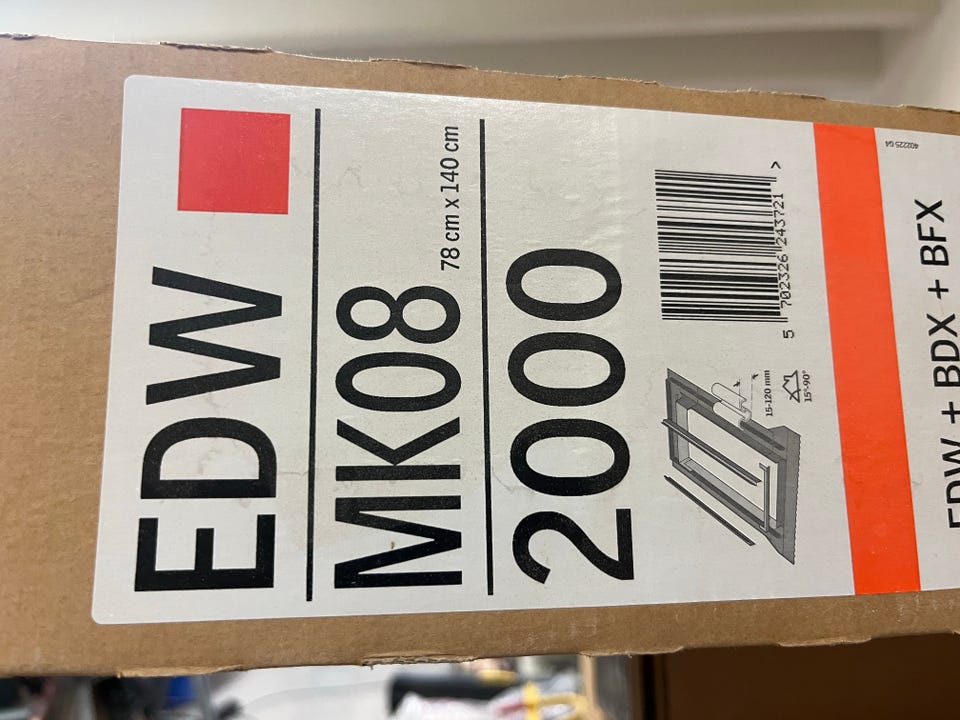 EDW
MK08
78 cm x 140 cm
2000
15-120 mm
15°-90°
5 702326 243721 >
EDW + BDX + BFX